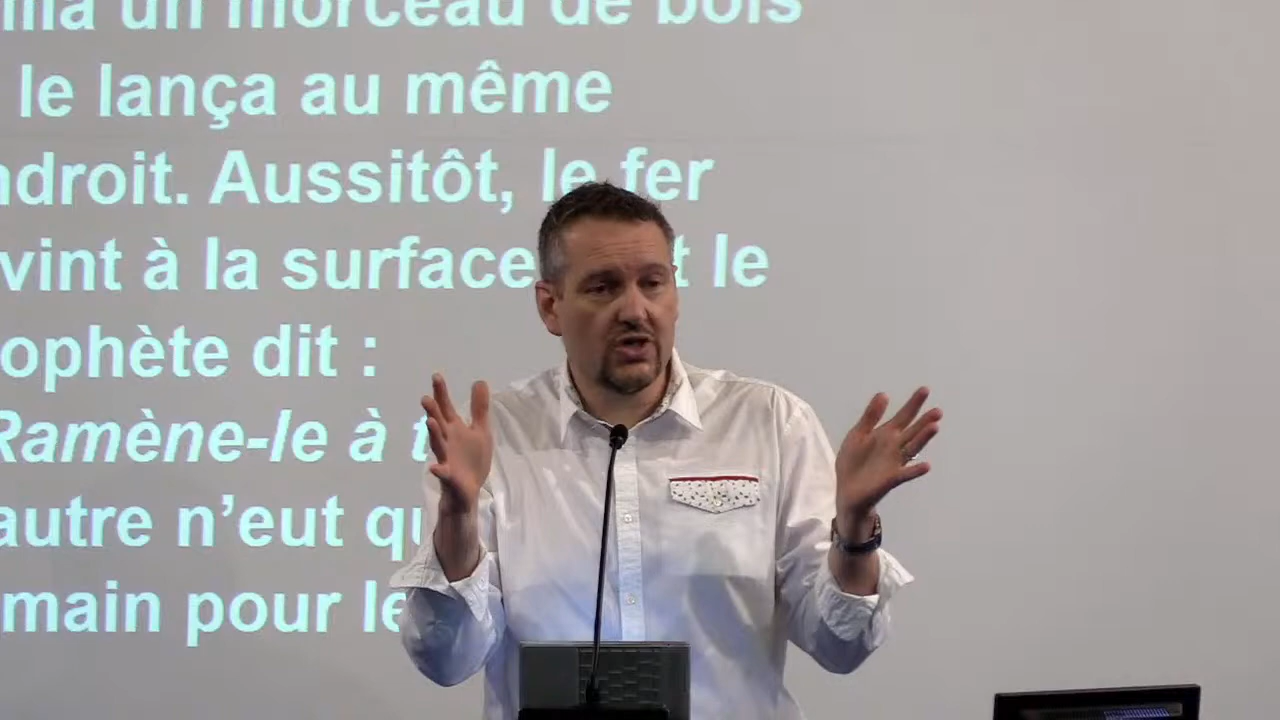 un morceau de bois
le lança au même
ndroit. Aussitôt, le fer
vint à la surface t le
ophète dit :
Ramène-le à t
autre n'eut qu
main pour le